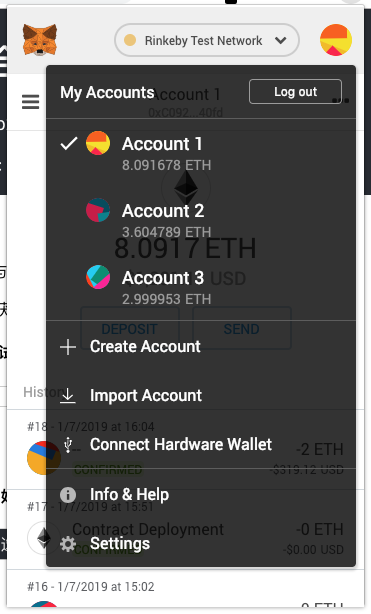 Rinkeby Test Network
My Accounts
Log out
Account 1
0xC092...40fd
Account 1
8.091678 ETH
Account 2
3.604789 ETH
8.0917 ETH
USD
Account 3
2.999953 ETH
DEPOSIT
SEND
Create Account
History
Import Account
#18 - 1/7/2019 at 16:04
-2 ETH
Connect Hardware Wallet
CONFIRMED
-$319.12 USD
Info & Help
#17 - 1/7/2019 at 15:51
Contract Deployment
-0 ETH
CONFIRMED
-$0.00 USD
Settings
#16 - 1/7/2019 at 15:02
-0 ETH